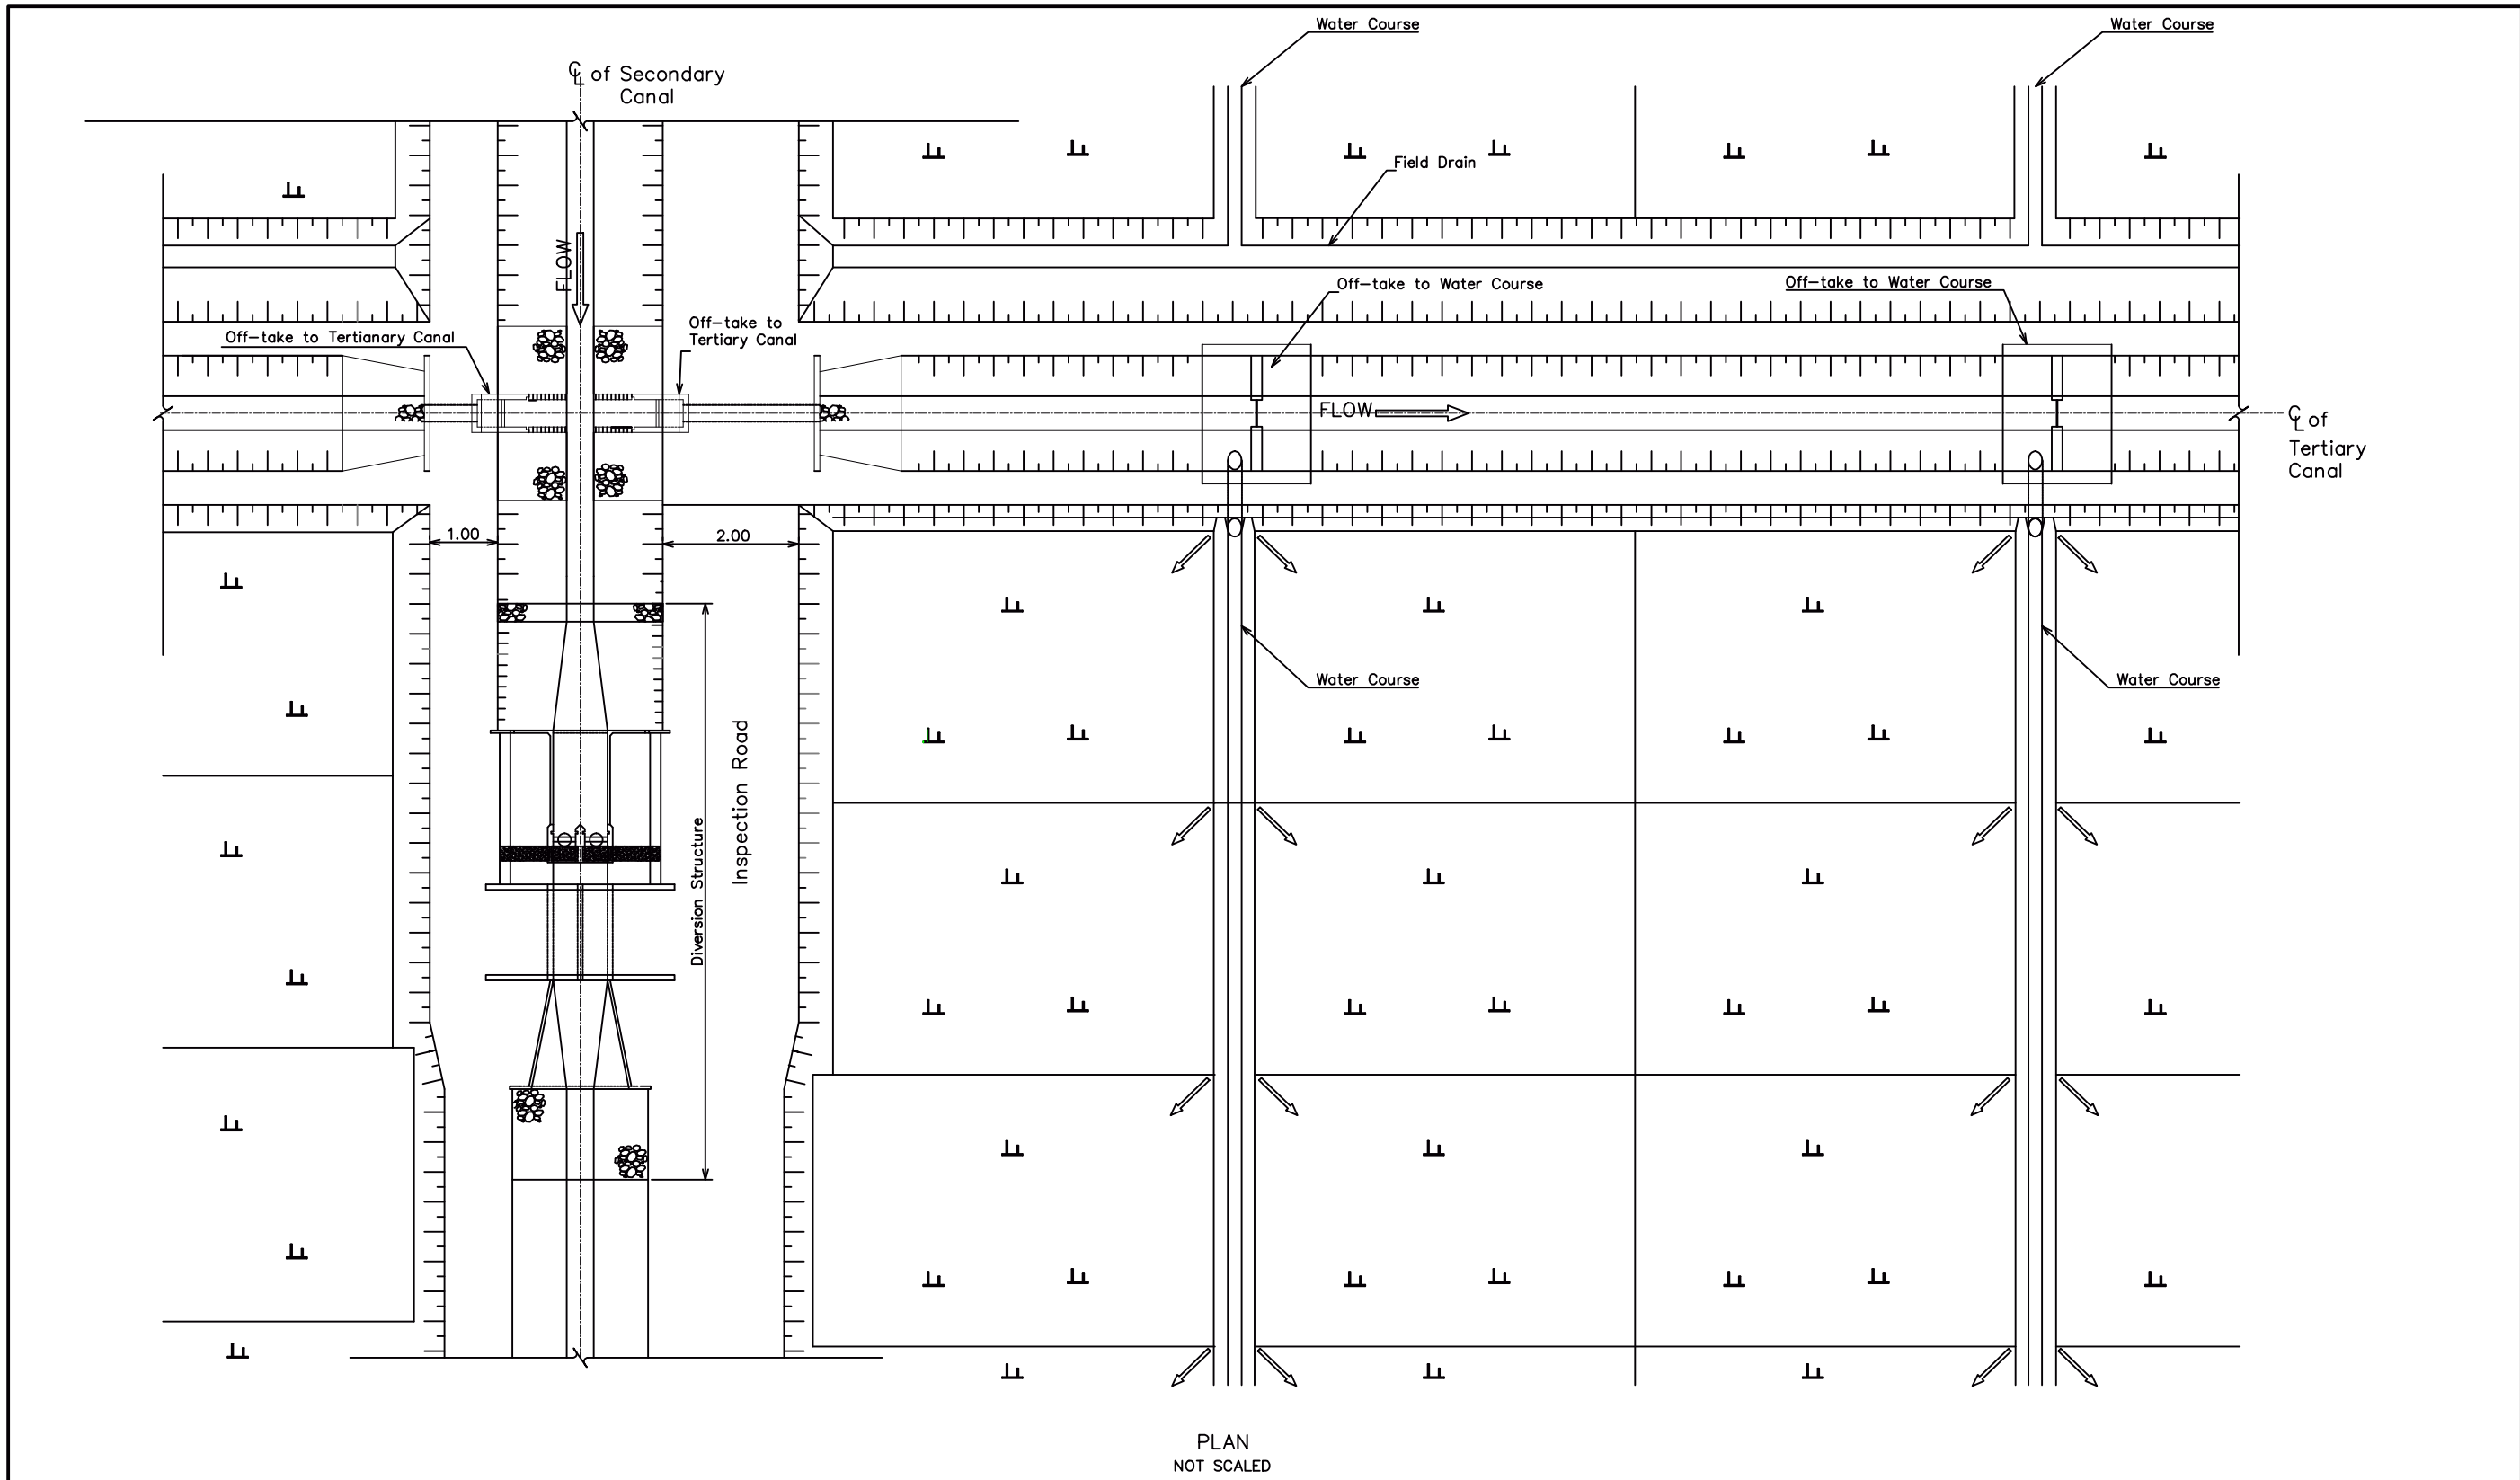 Water Course
Water Course
℄ of Secondary
Canal
Field Drain
FLOW
Off-take to Water Course
Off-take to Water Course
Off-take to Tertianary Canal
Off-take to
Tertiary Canal
FLOW
℄ of
Tertiary
Canal
1.00
2.00
Water Course
Water Course
Inspection Road
Diversion Structure
PLAN
NOT SCALED